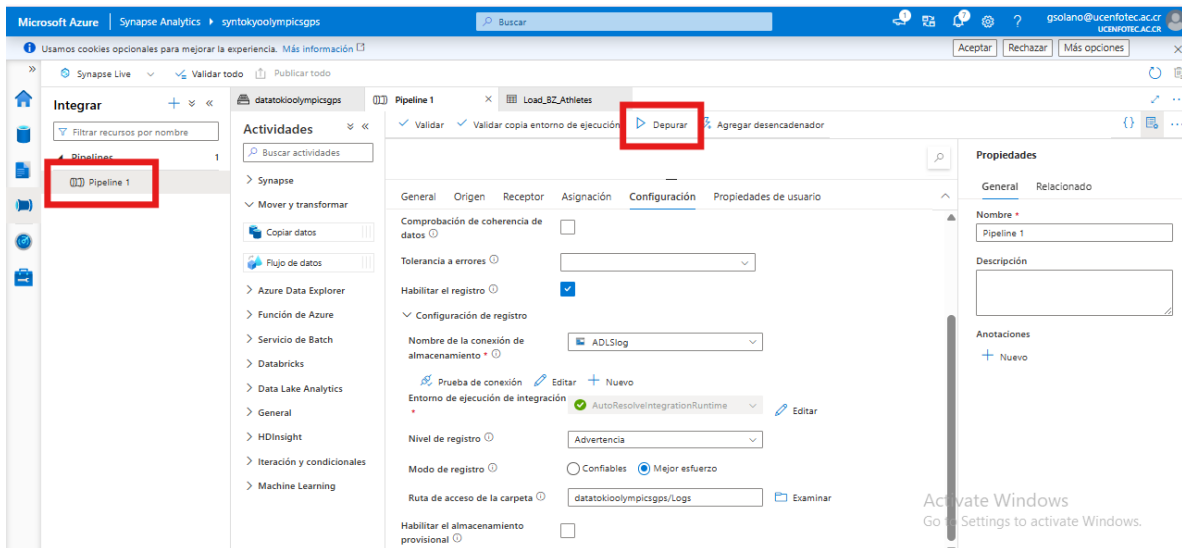 Microsoft Azure | Synapse Analytics ▸ syntokyoolympicsgps
Buscar
1
7
gsolano@ucenfotec.ac.cr
UCENFOTEC.AC.CR
Usamos cookies opcionales para mejorar la experiencia. Más información
Aceptar Rechazar Más opciones
Synapse Live Validar todo Publicar todo
Integrar
Filtrar recursos por nombre
Pipelines 1
Pipeline 1
datatokioolympicsgps Pipeline 1 Load_BZ_Athletes
Actividades
Buscar actividades
Synapse
Mover y transformar
Copiar datos
Flujo de datos
Azure Data Explorer
Función de Azure
Servicio de Batch
Databricks
Data Lake Analytics
General
HDInsight
Iteración y condicionales
Machine Learning
Validar Validar copia entorno de ejecución Depurar Agregar desencadenador
General Origen Receptor Asignación Configuración Propiedades de usuario
Comprobación de coherencia de
datos
Tolerancia a errores
Habilitar el registro
Configuración de registro
Nombre de la conexión de
almacenamiento *
ADLSlog
Prueba de conexión Editar Nuevo
Entorno de ejecución de integración
*
AutoResolveIntegrationRuntime
Editar
Nivel de registro Advertencia
Modo de registro Confiables Mejor esfuerzo
Ruta de acceso de la carpeta datatokioolympicsgps/Logs Examinar
Habilitar el almacenamiento
provisional
Propiedades
General Relacionado
Nombre *
Pipeline 1
Descripción
Anotaciones
Nuevo
Activate Windows
Go to Settings to activate Windows.